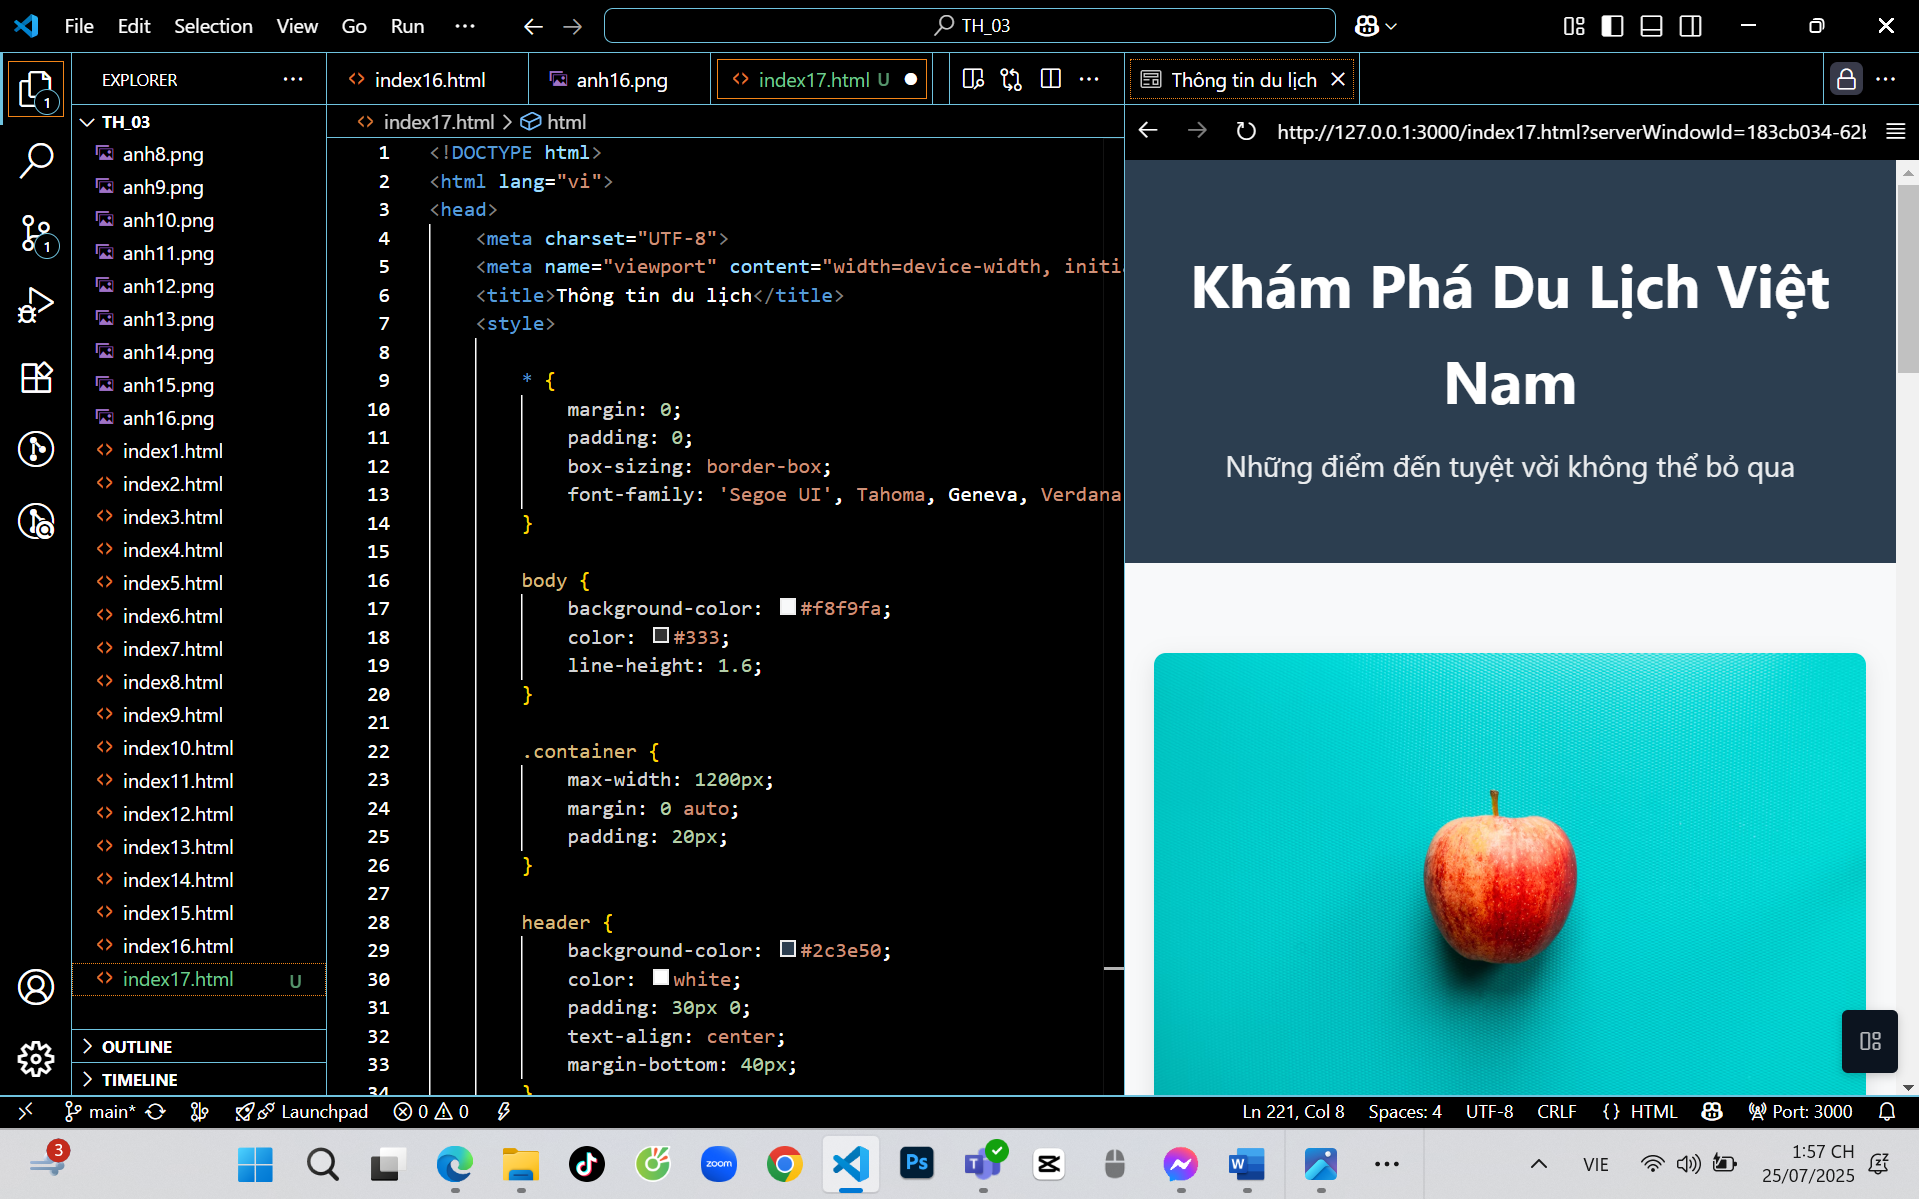 File Edit Selection View Go Run ··· TH_03
EXPLORER ···
TH_03
anh8.png
anh9.png
anh10.png
anh11.png
anh12.png
anh13.png
anh14.png
anh15.png
anh16.png
index1.html
index2.html
index3.html
index4.html
index5.html
index6.html
index7.html
index8.html
index9.html
index10.html
index11.html
index12.html
index13.html
index14.html
index15.html
index16.html
index17.html U
OUTLINE
TIMELINE
index16.html anh16.png index17.html U
index17.html > html
1 <!DOCTYPE html>
2 <html lang="vi">
3 <head>
4 <meta charset="UTF-8">
5 <meta name="viewport" content="width=device-width, initi
6 <title>Thông tin du lịch</title>
7 <style>
8
9 * {
10 margin: 0;
11 padding: 0;
12 box-sizing: border-box;
13 font-family: 'Segoe UI', Tahoma, Geneva, Verdana
14 }
15
16 body {
17 background-color: #f8f9fa;
18 color: #333;
19 line-height: 1.6;
20 }
21
22 .container {
23 max-width: 1200px;
24 margin: 0 auto;
25 padding: 20px;
26 }
27
28 header {
29 background-color: #2c3e50;
30 color: white;
31 padding: 30px 0;
32 text-align: center;
33 margin-bottom: 40px;
34 }
Thông tin du lịch
http://127.0.0.1:3000/index17.html?serverWindowId=183cb034-62
Khám Phá Du Lịch Việt
Nam
Những điểm đến tuyệt vời không thể bỏ qua
main* Launchpad 0 0 Ln 221, Col 8 Spaces: 4 UTF-8 CRLF {} HTML Port: 3000
3 zoom Ps T W VIE 1:57 CH
25/07/2025
1
1